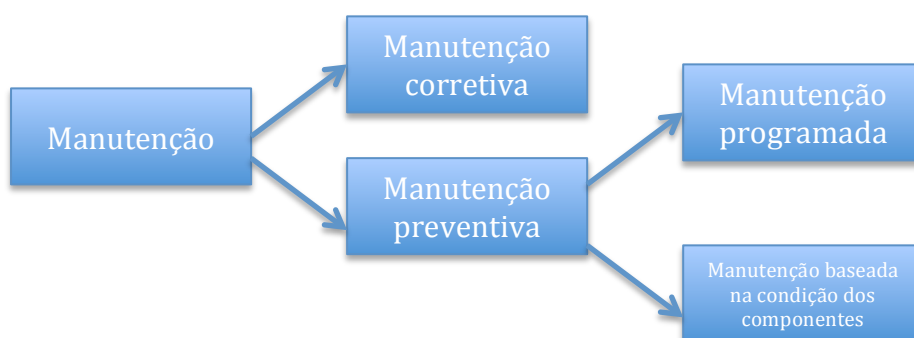 Manutenção
Manutenção
corretiva
Manutenção
preventiva
Manutenção
programada
Manutenção baseada
na condição dos
componentes